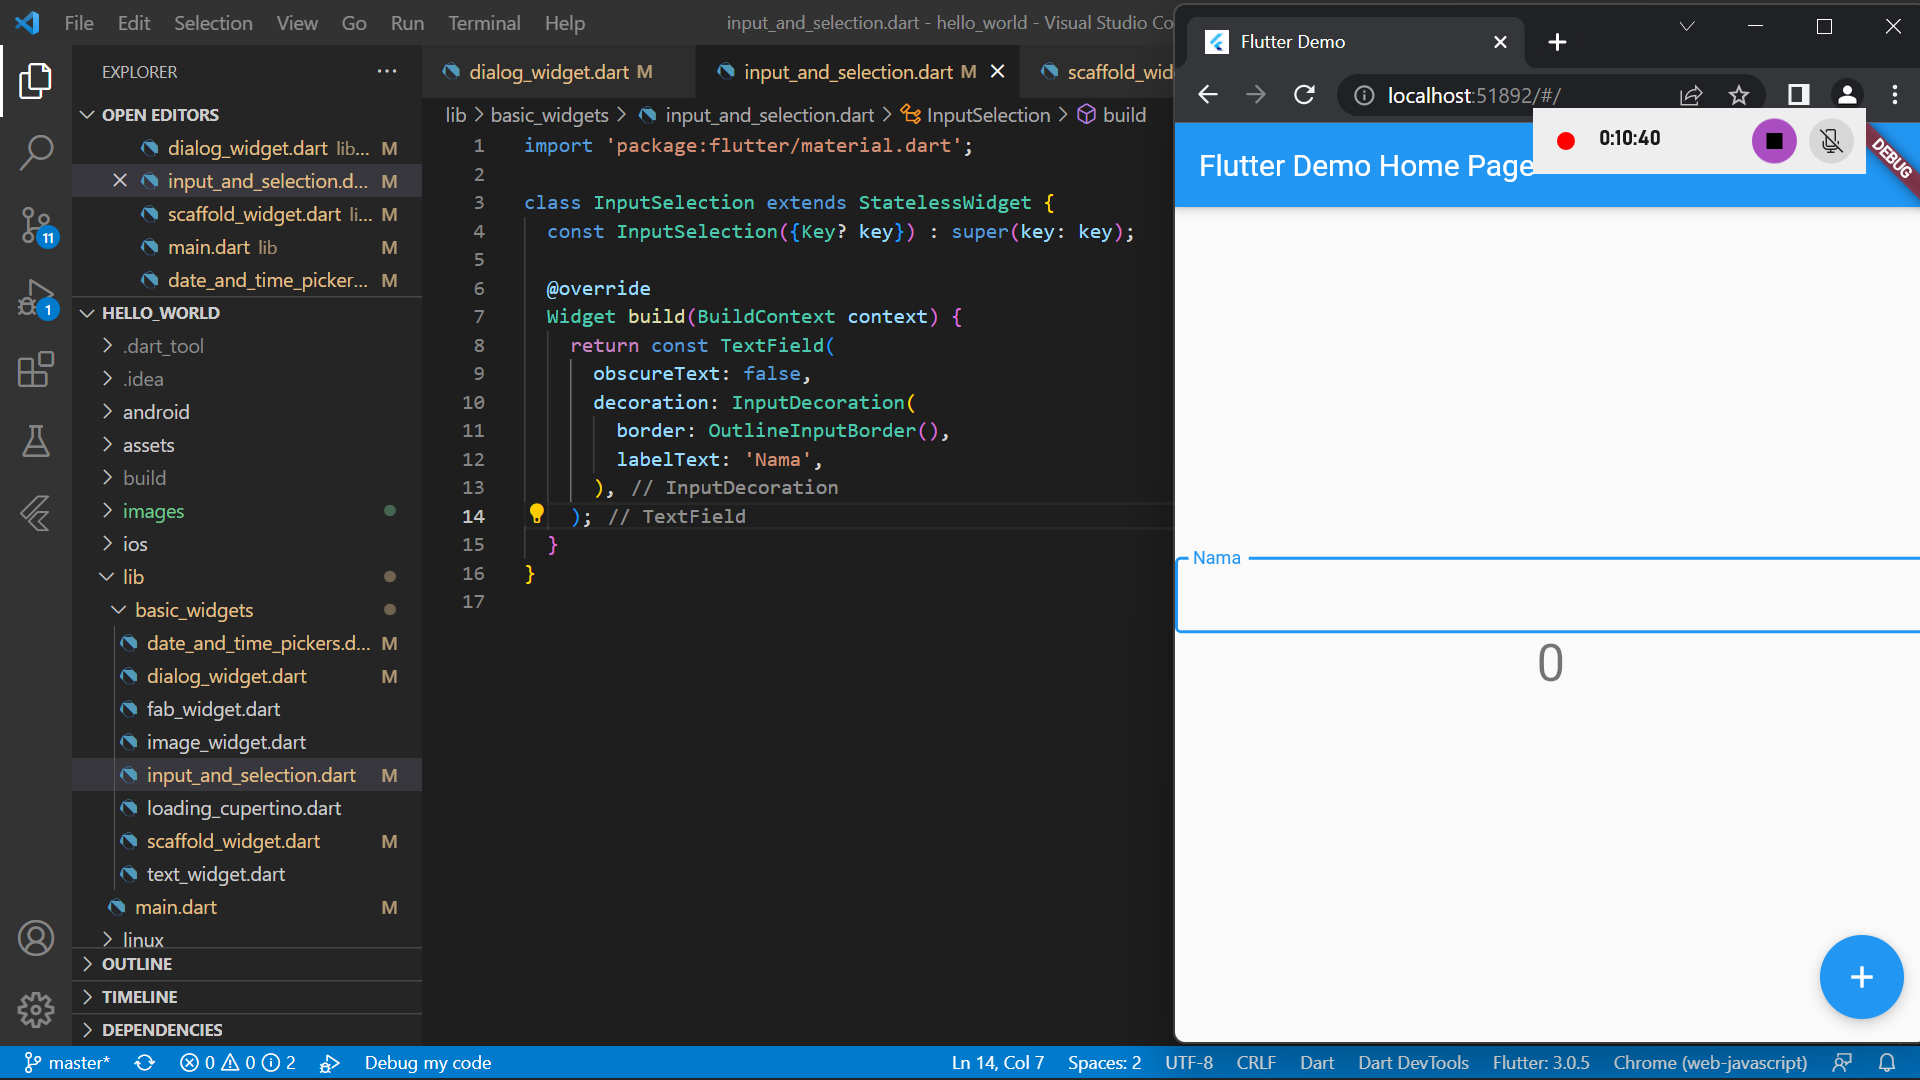 File Edit Selection View Go Run Terminal Help
input_and_selection.dart - hello_world - Visual Studio Co
EXPLORER
OPEN EDITORS
dialog_widget.dart lib... M
input_and_selection.d... M
scaffold_widget.dart li... M
main.dart lib M
date_and_time_picker... M
HELLO_WORLD
.dart_tool
.idea
android
assets
build
images
ios
lib
basic_widgets
date_and_time_pickers.d... M
dialog_widget.dart M
fab_widget.dart
image_widget.dart
input_and_selection.dart M
loading_cupertino.dart
scaffold_widget.dart M
text_widget.dart
main.dart M
linux
OUTLINE
TIMELINE
DEPENDENCIES
11
1
dialog_widget.dart M
input_and_selection.dart M
scaffold_wid
lib > basic_widgets > input_and_selection.dart > InputSelection > build
1 import 'package:flutter/material.dart';
2
3 class InputSelection extends StatelessWidget {
4 const InputSelection({Key? key}) : super(key: key);
5
6 @override
7 Widget build(BuildContext context) {
8 return const TextField(
9 obscureText: false,
10 decoration: InputDecoration(
11 border: OutlineInputBorder(),
12 labelText: 'Nama',
13 ), // InputDecoration
14 ); // TextField
15 }
16 }
17
Flutter Demo
localhost:51892/#/
0:10:40
Flutter Demo Home Page
DEBUG
Nama
0
+
master* 0 0 2 Debug my code
Ln 14, Col 7 Spaces: 2 UTF-8 CRLF Dart Dart DevTools Flutter: 3.0.5 Chrome (web-javascript)